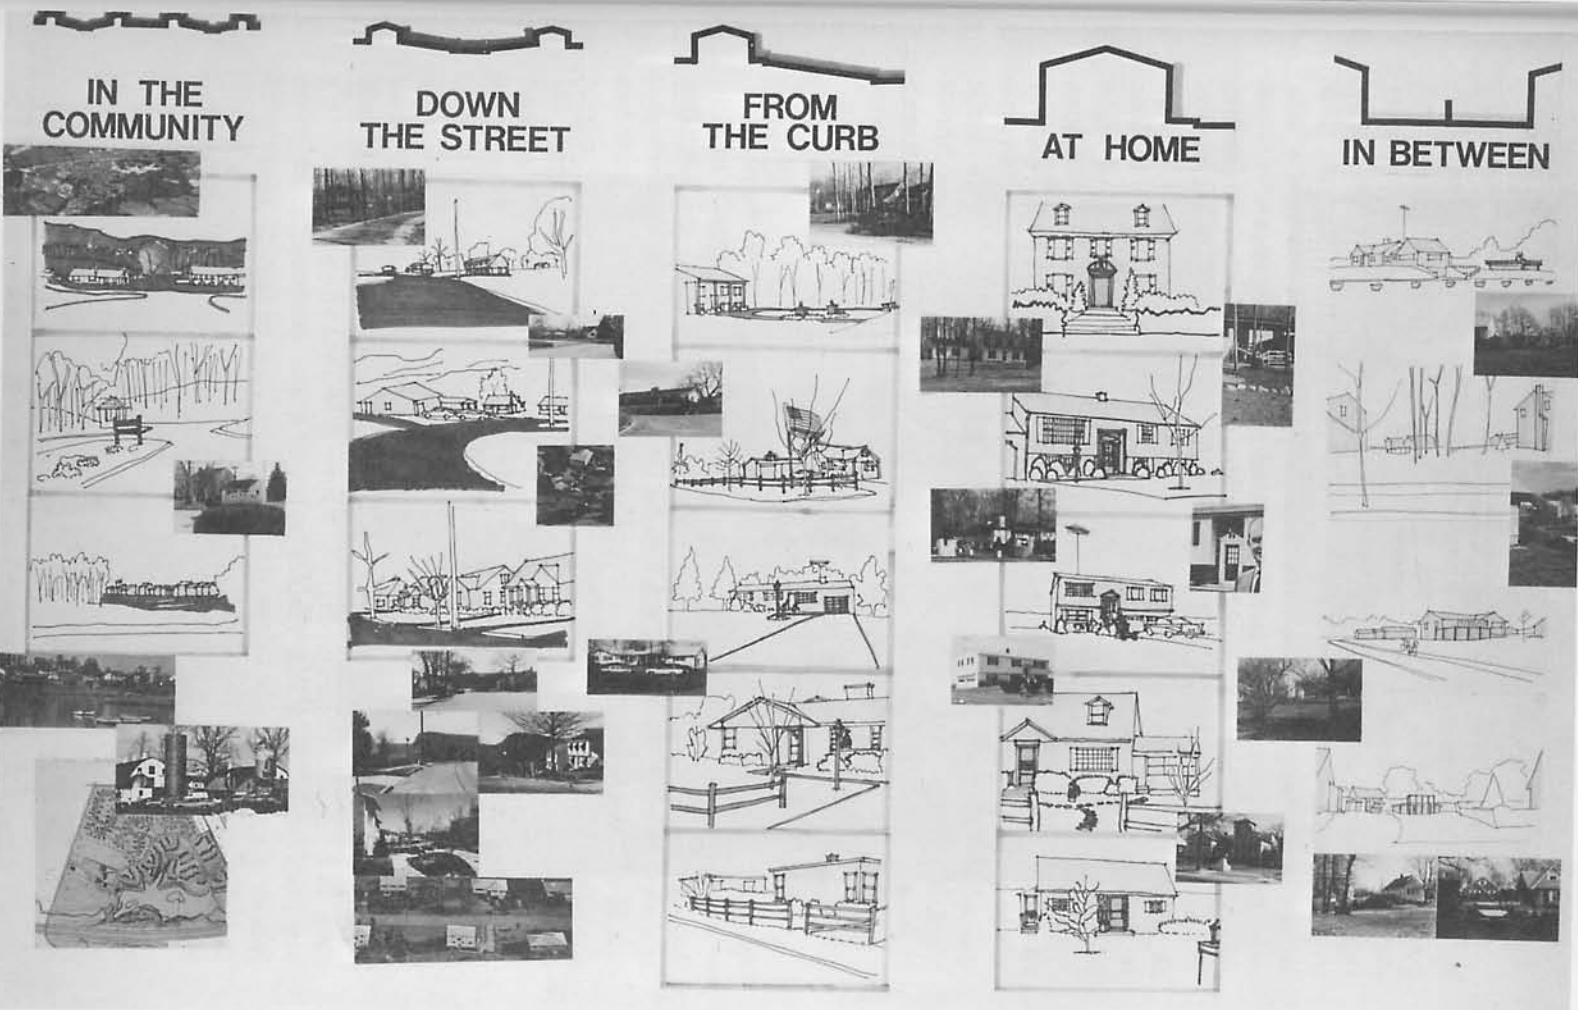 IN THE
COMMUNITY
DOWN
THE STREET
FROM
THE CURB
AT HOME
IN BETWEEN